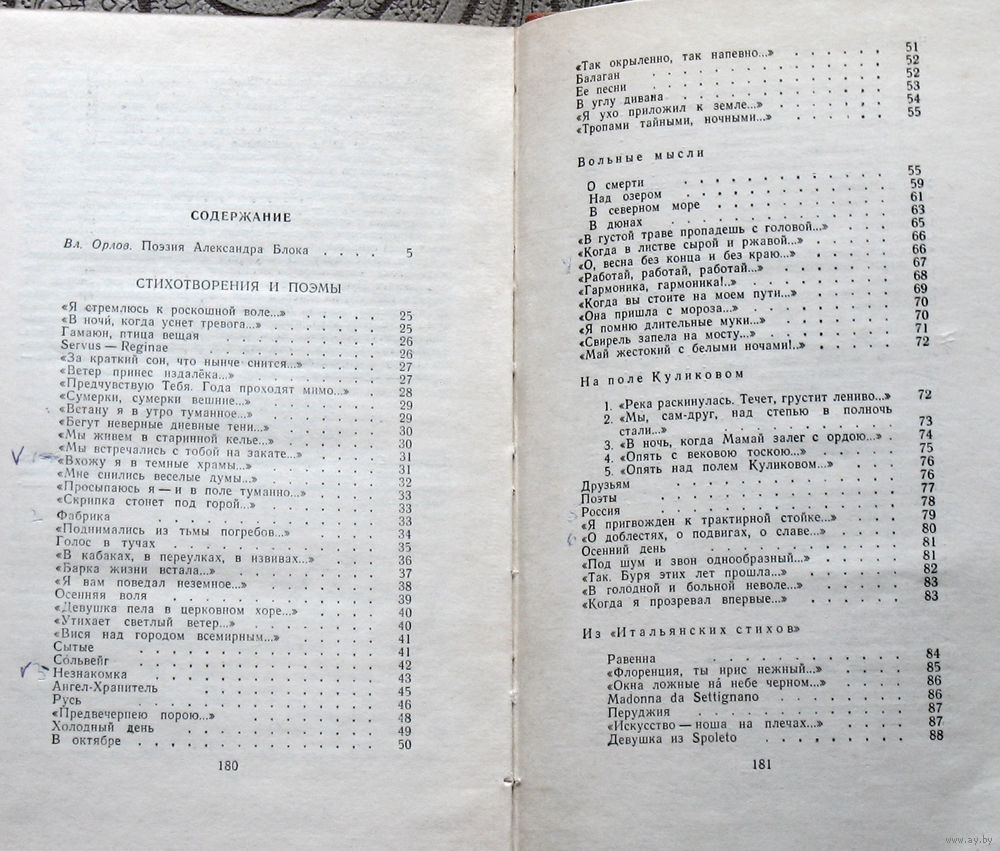 СОДЕРЖАНИЕ
Вл. Орлов. Поэзия Александра Блока . . . . 5
СТИХОТВОРЕНИЯ И ПОЭМЫ
«Я стремлюсь к роскошной воле...» . . . . . 25
«В ночи, когда уснет тревога...» . . . . . . 25
Гамаюн, птица вещая . . . . . . . . 26
Servus — Reginae . . . . . . . . . 26
«За краткий сон, что нынче снится...» . . . . 27
«Ветер принес издалёка...» . . . . . . . 27
«Предчувствую Тебя. Года проходят мимо...» . . 28
«Сумерки, сумерки вешние...» . . . . . . 29
«Встану я в утро туманное...» . . . . . . 29
«Бегут неверные дневные тени...» . . . . . 30
«Мы живем в старинной келье...» . . . . . 30
«Мы встречались с тобой на закате...» . . . . 31
«Вхожу я в темные храмы...» . . . . . . 31
«Мне снились веселые думы...» . . . . . . 32
«Просыпаюсь я — и в поле туманно...» . . . . 33
«Скрипка стонет под горой...» . . . . . . 33
2
Фабрика . . . . . . . . . . . 33
«Поднимались из тьмы погребов...» . . . . . 34
Голос в тучах . . . . . . . . . . 35
«В кабаках, в переулках, в извивах...» . . . . 36
«Барка жизни встала...» . . . . . . . . 37
«Я вам поведал неземное...» . . . . . . . 38
Осенняя воля . . . . . . . . . . 39
«Девушка пела в церковном хоре...» . . . . . 40
«Утихает светлый ветер...» . . . . . . . 40
«Вися над городом всемирным...» . . . . . 41
Сытые . . . . . . . . . . . . 41
Сольвейг . . . . . . . . . . . 42
3
Незнакомка . . . . . . . . . . 43
Ангел-Хранитель . . . . . . . . . 45
Русь . . . . . . . . . . . . 46
«Предвечернею порою...» . . . . . . . . 48
Холодный день . . . . . . . . . . 49
В октябре . . . . . . . . . . . 50
180
«Так окрыленно, так напевно...» . . . . . . 51
Балаган . . . . . . . . . . . 52
Ее песни . . . . . . . . . . . 52
В углу дивана . . . . . . . . . . 53
«Я ухо приложил к земле...» . . . . . . . 54
«Тропами тайными, ночными...» . . . . . . 55
Вольные мысли
О смерти . . . . . . . . . . 55
Над озером . . . . . . . . . 59
В северном море . . . . . . . . 61
В дюнах . . . . . . . . . . 63
«В густой траве пропадешь с головой...» . . . 65
«Когда в листве сырой и ржавой...» . . . . . 66
«О, весна без конца и без краю...» . . . . . 66
«Работай, работай, работай...» . . . . . . 67
«Гармоника, гармоника!..» . . . . . . . 68
«Когда вы стоите на моем пути...» . . . . . 69
«Она пришла с мороза...» . . . . . . . 70
«Я помню длительные муки...» . . . . . . 70
«Свирель запела на мосту...» . . . . . . 71
«Май жестокий с белыми ночами!..» . . . . . 72
На поле Куликовом
1. «Река раскинулась. Течет, грустит лениво...» 72
2. «Мы, сам-друг, над степью в полночь
стали...» . . . . . . . . . 73
3. «В ночь, когда Мамай залег с ордою...» . 74
4. «Опять с вековою тоскою...» . . . . 75
5. «Опять над полем Куликовом...» . . . 76
Друзьям . . . . . . . . . . . 76
Поэты . . . . . . . . . . . . 77
Россия . . . . . . . . . . . . 78
5
«Я пригвожден к трактирной стойке...» . . . . 79
6
«О доблестях, о подвигах, о славе...» . . . . 80
Осенний день . . . . . . . . . . 81
«Под шум и звон однообразный...» . . . . . 81
«Так. Буря этих лет прошла...» . . . . . . 82
«В голодной и больной неволе...» . . . . . 83
«Когда я прозревал впервые...» . . . . . . 83
Из «Итальянских стихов»
Равенна . . . . . . . . . . 84
«Флоренция, ты ирис нежный...» . . . . 85
«Окна ложные на́ небе черном...» . . . . 86
Madonna da Settignano . . . . . . 86
Перуджия . . . . . . . . . . 87
«Искусство — ноша на плечах...» . . . . 87
Девушка из Spoleto . . . . . . . . 88
181
www.ay.by